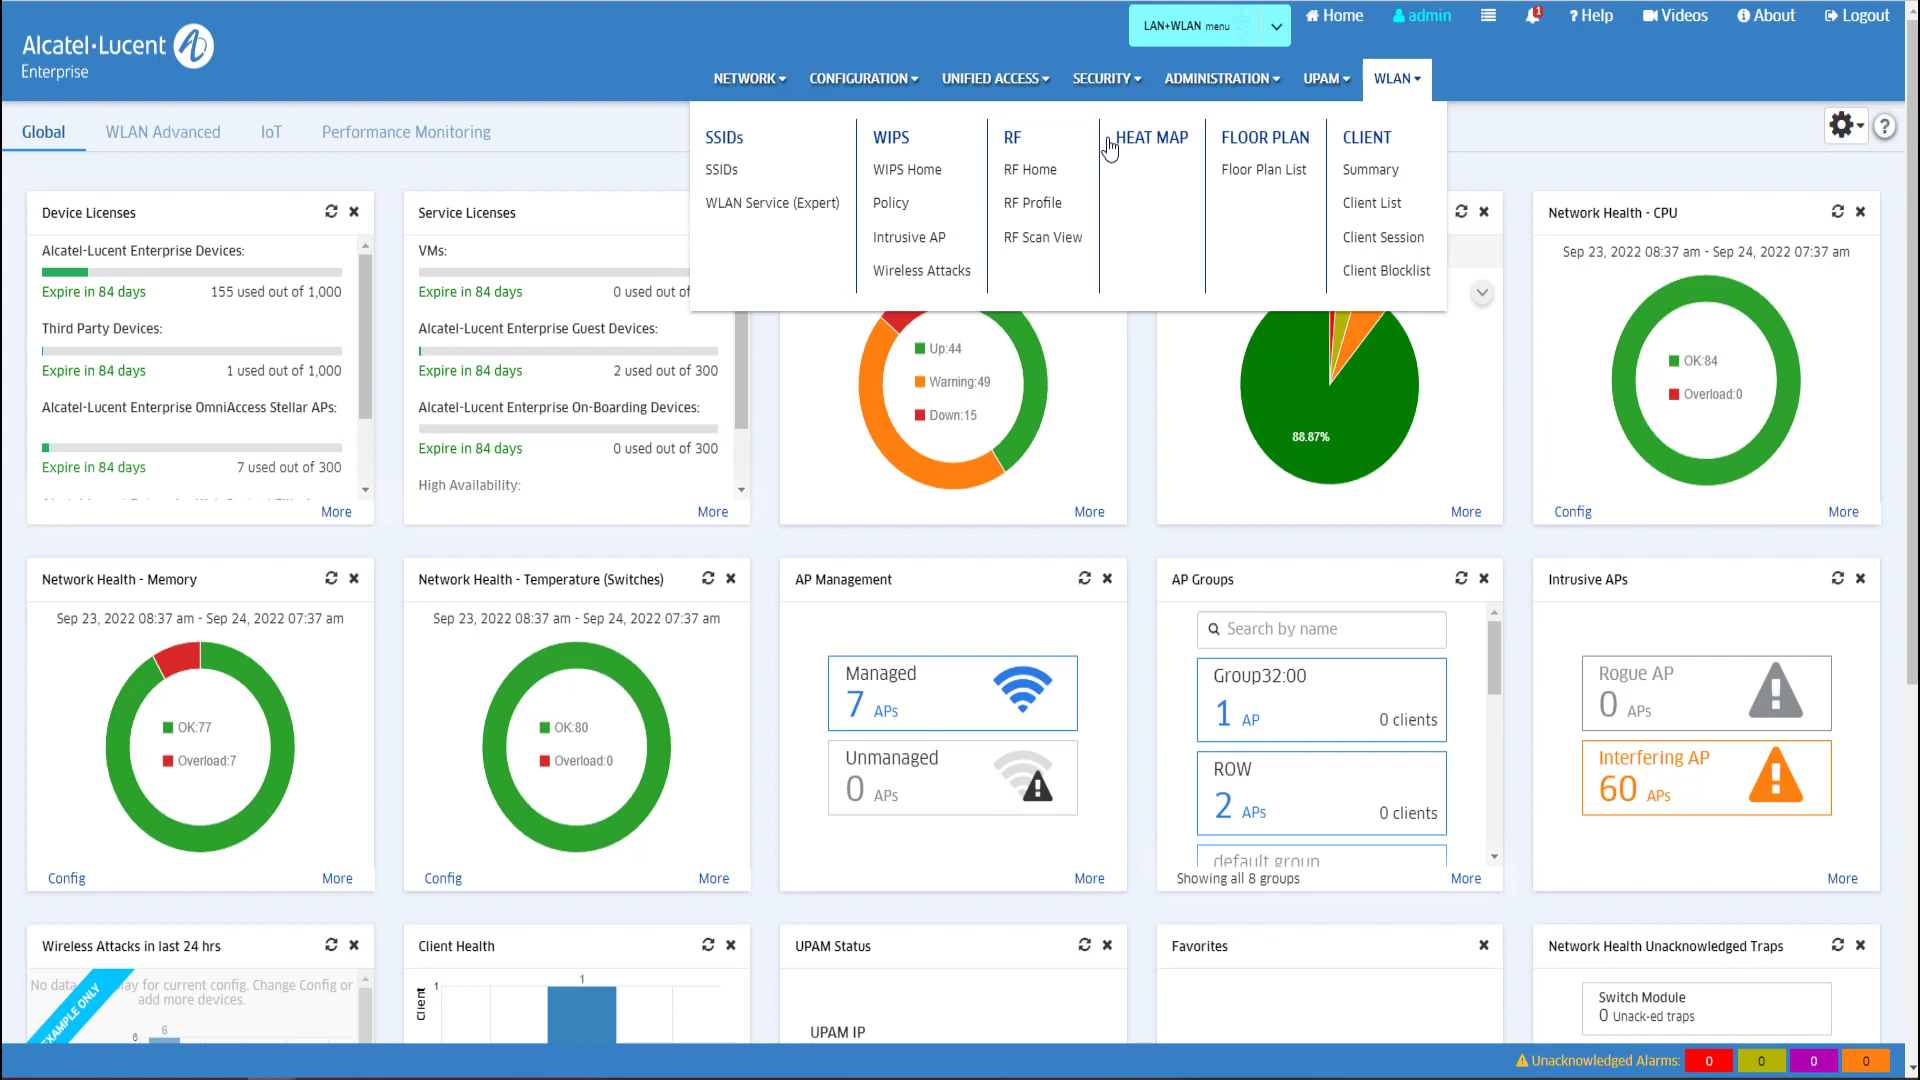 Alcatel·Lucent
Enterprise
LAN+WLAN menu
Home
admin
1
Help
Videos
About
Logout
NETWORK
CONFIGURATION
UNIFIED ACCESS
SECURITY
ADMINISTRATION
UPAM
WLAN
Global
WLAN Advanced
IoT
Performance Monitoring
SSIDs
SSIDs
WLAN Service (Expert)
WIPS
WIPS Home
Policy
Intrusive AP
Wireless Attacks
RF
RF Home
RF Profile
RF Scan View
HEAT MAP
FLOOR PLAN
Floor Plan List
CLIENT
Summary
Client List
Client Session
Client Blocklist
Device Licenses
Alcatel-Lucent Enterprise Devices:
Expire in 84 days
155 used out of 1,000
Third Party Devices:
Expire in 84 days
1 used out of 1,000
Alcatel-Lucent Enterprise OmniAccess Stellar APs:
Expire in 84 days
7 used out of 300
More
Service Licenses
VMs:
Expire in 84 days
0 used out of
Alcatel-Lucent Enterprise Guest Devices:
Expire in 84 days
2 used out of 300
Alcatel-Lucent Enterprise On-Boarding Devices:
Expire in 84 days
0 used out of 300
High Availability:
More
Up:44
Warning:49
Down:15
More
88.87%
More
Network Health - CPU
Sep 23, 2022 08:37 am - Sep 24, 2022 07:37 am
OK:84
Overload:0
Config
More
Network Health - Memory
Sep 23, 2022 08:37 am - Sep 24, 2022 07:37 am
OK:77
Overload:7
Config
More
Network Health - Temperature (Switches)
Sep 23, 2022 08:37 am - Sep 24, 2022 07:37 am
OK:80
Overload:0
Config
More
AP Management
Managed
7 APs
Unmanaged
0 APs
More
AP Groups
Search by name
Group32:00
1 AP
0 clients
ROW
2 APs
0 clients
default group
Showing all 8 groups
More
Intrusive APs
Rogue AP
0 APs
Interfering AP
60 APs
More
Wireless Attacks in last 24 hrs
No data
ay for current config. Change Config or
add more devices.
EXAMPLE ONLY
6
6
Client Health
Client
1
1
UPAM Status
UPAM IP
Favorites
Network Health Unacknowledged Traps
Switch Module
0 Unack-ed traps
Unacknowledged Alarms:
0
0
0
0